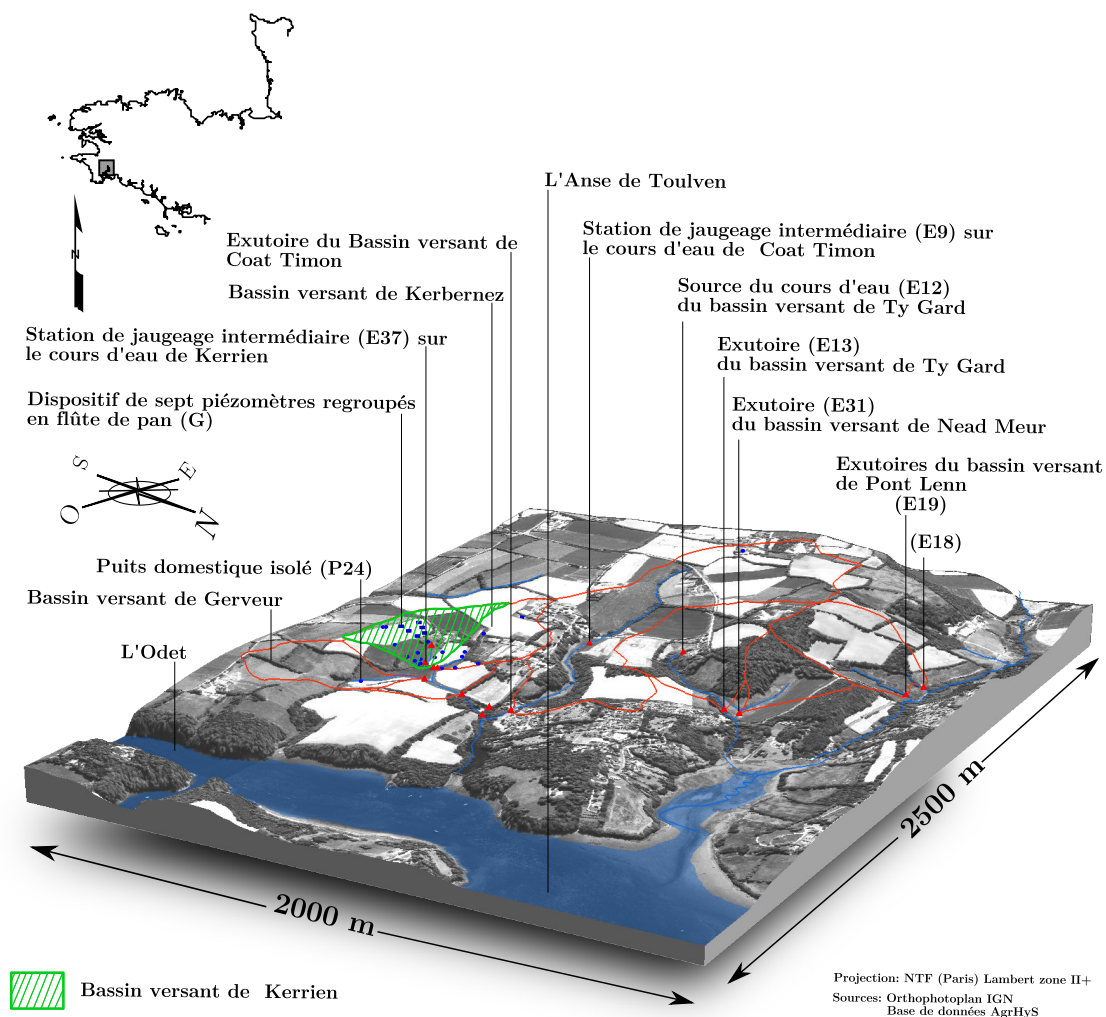 N
L'Anse de Toulven
Station de jaugeage intermédiaire (E9) sur
le cours d'eau de Coat Timon
Exutoire du Bassin versant de
Coat Timon
Source du cours d'eau (E12)
du bassin versant de Ty Gard
Bassin versant de Kerbernez
Station de jaugeage intermédiaire (E37) sur
le cours d'eau de Kerrien
Exutoire (E13)
du bassin versant de Ty Gard
Dispositif de sept piézomètres regroupés
en flûte de pan (G)
Exutoire (E31)
du bassin versant de Nead Meur
Exutoires du bassin versant
de Pont Lenn
(E19)
(E18)
S
E
O
N
Puits domestique isolé (P24)
Bassin versant de Gerveur
L'Odet
2500 m
2000 m
Bassin versant de Kerrien
Projection: NTF (Paris) Lambert zone II+
Sources: Orthophotoplan IGN
Base de données AgrHyS